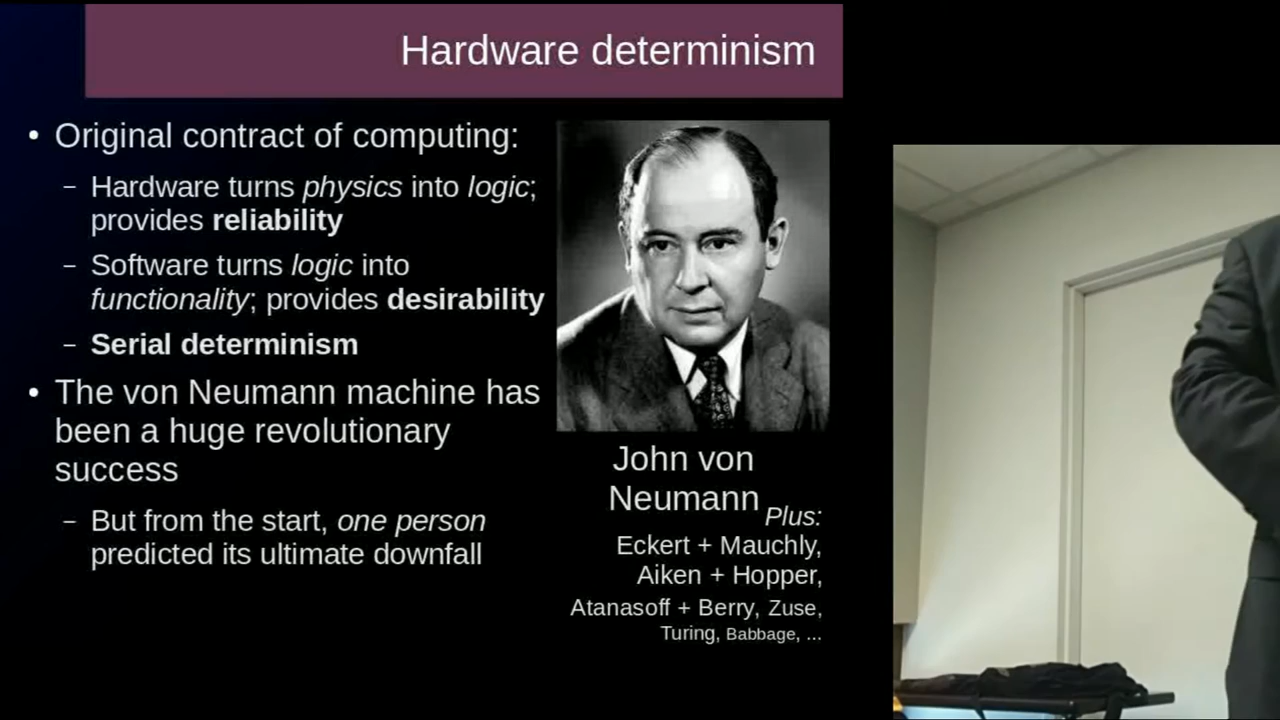 Hardware determinism
• Original contract of computing:
– Hardware turns physics into logic;
provides reliability
– Software turns logic into
functionality; provides desirability
– Serial determinism
• The von Neumann machine has
been a huge revolutionary
success
– But from the start, one person
predicted its ultimate downfall
John von
Neumann
Plus:
Eckert + Mauchly,
Aiken + Hopper,
Atanasoff + Berry, Zuse,
Turing, Babbage, ...